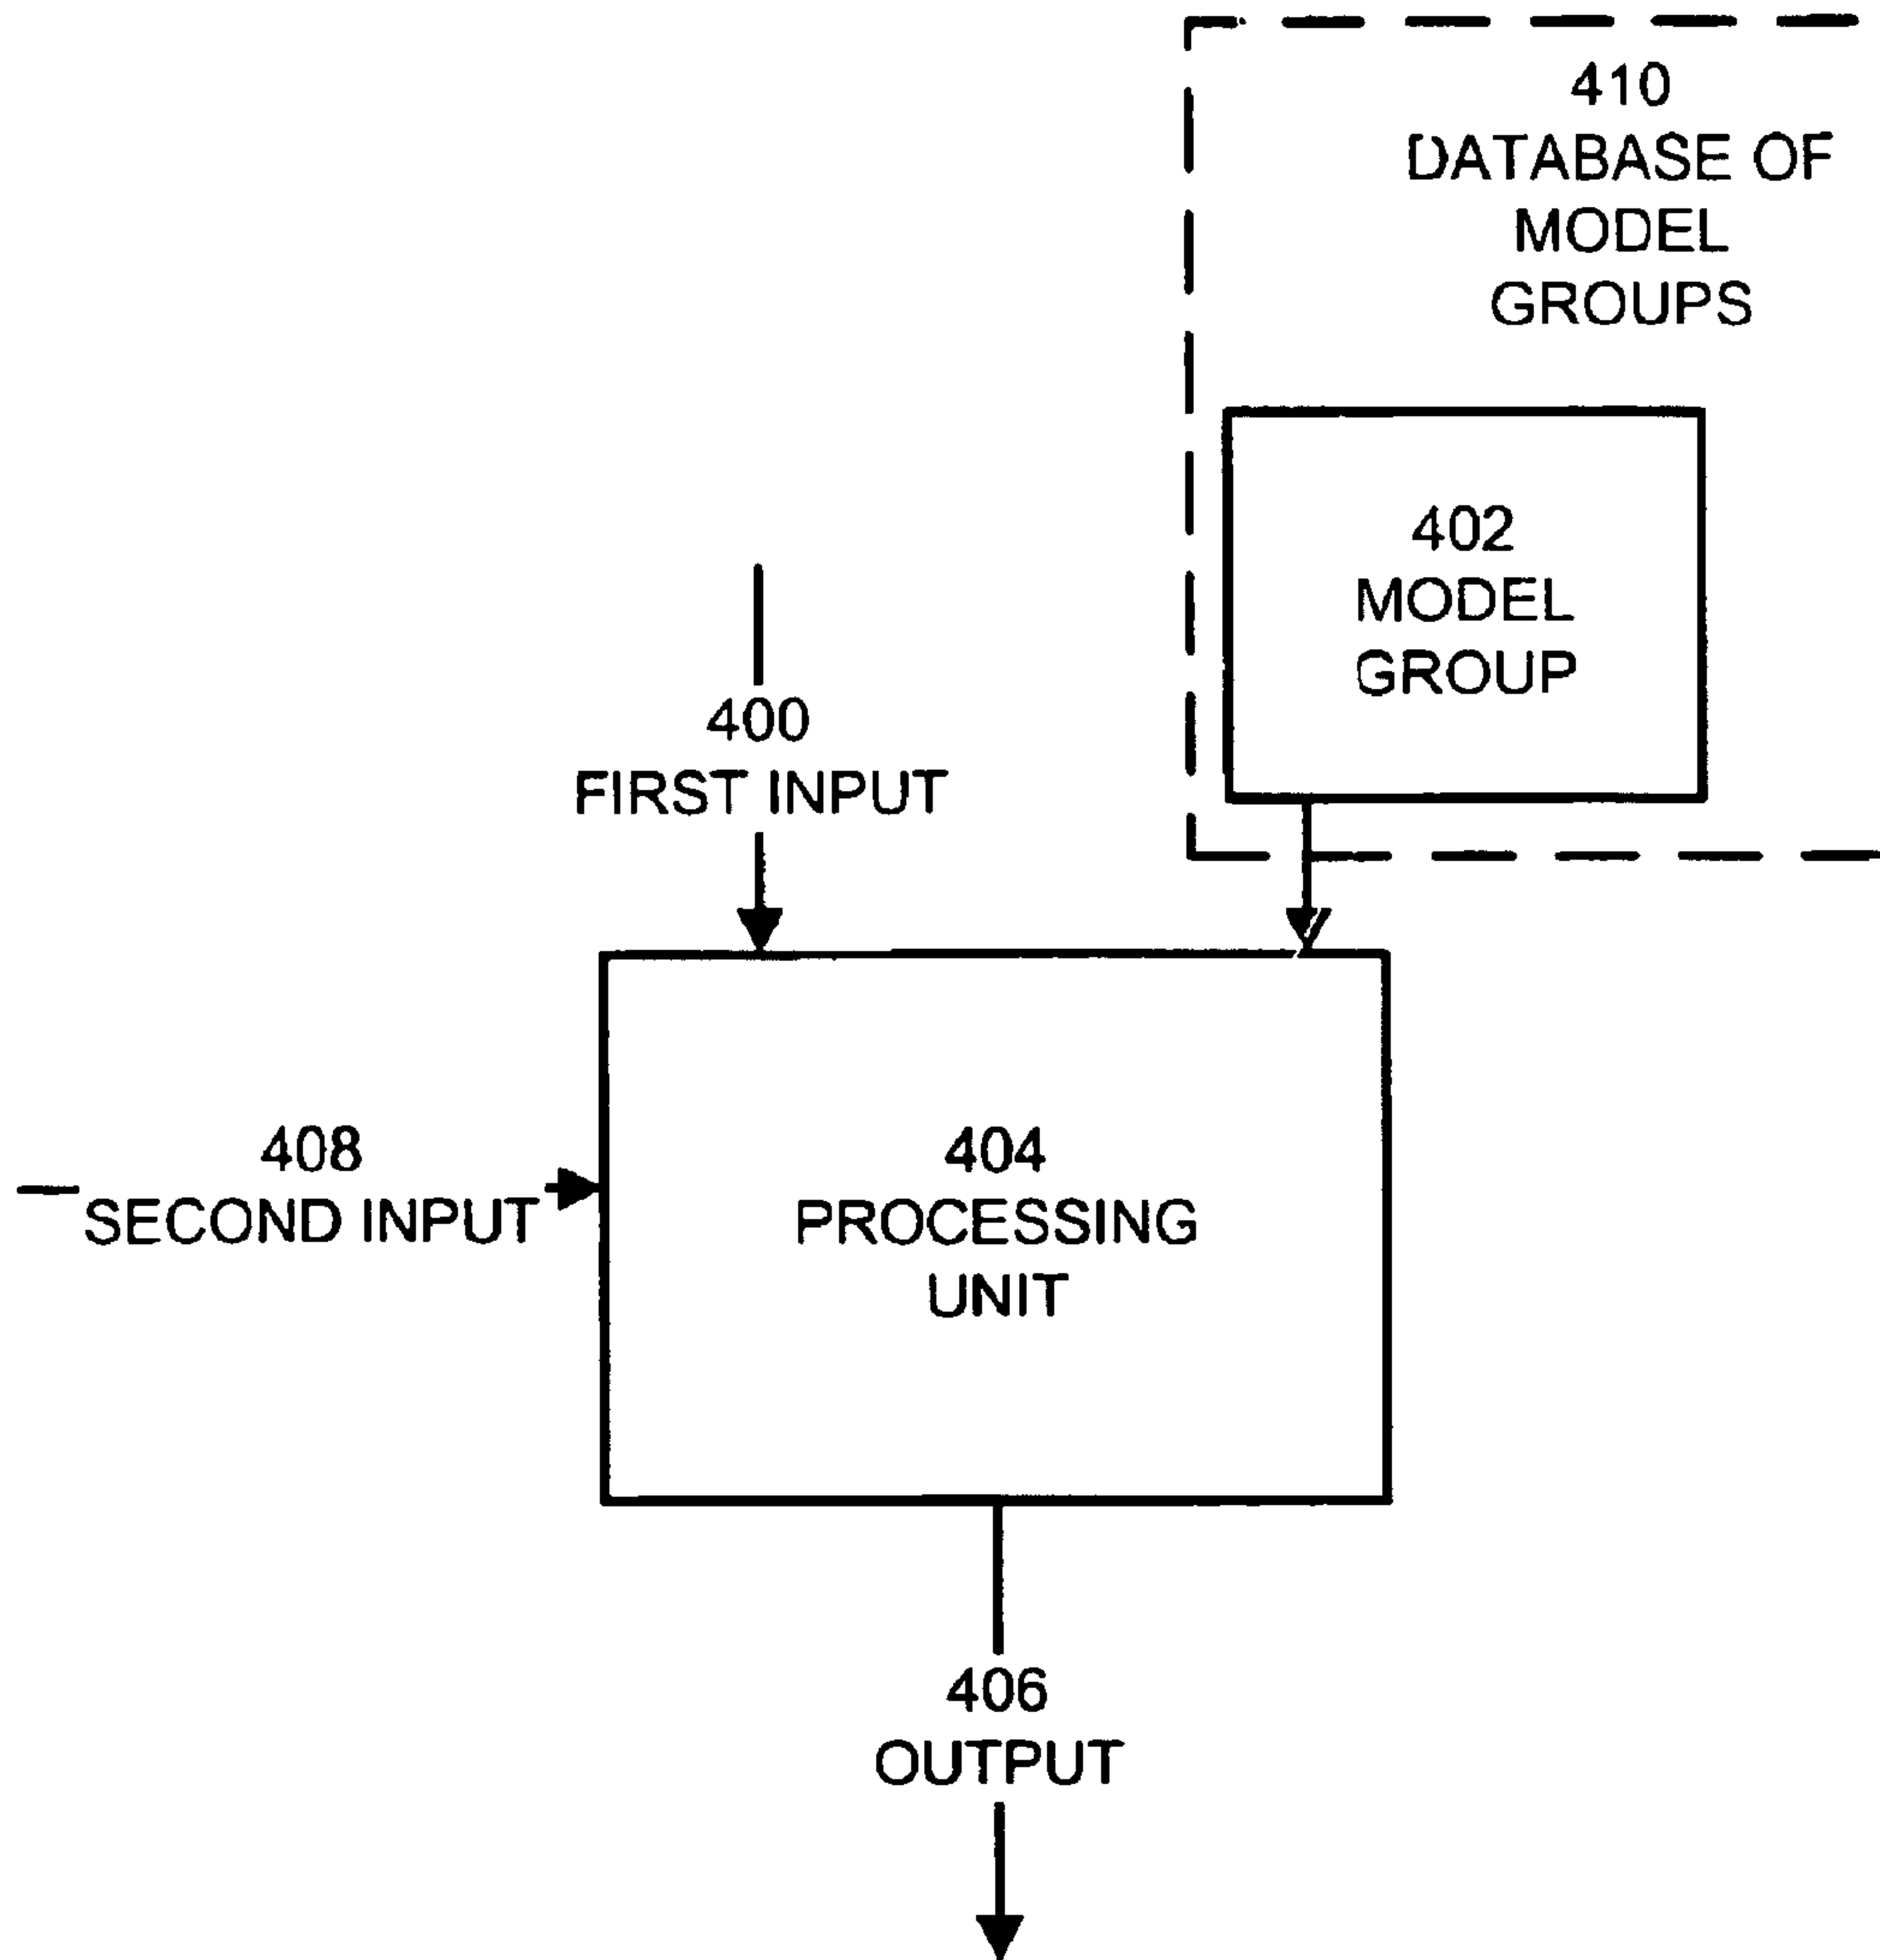 410
DATABASE OF
MODEL
GROUPS
402
MODEL
GROUP
400
FIRST INPUT
408
SECOND INPUT
404
PROCESSING
UNIT
406
OUTPUT